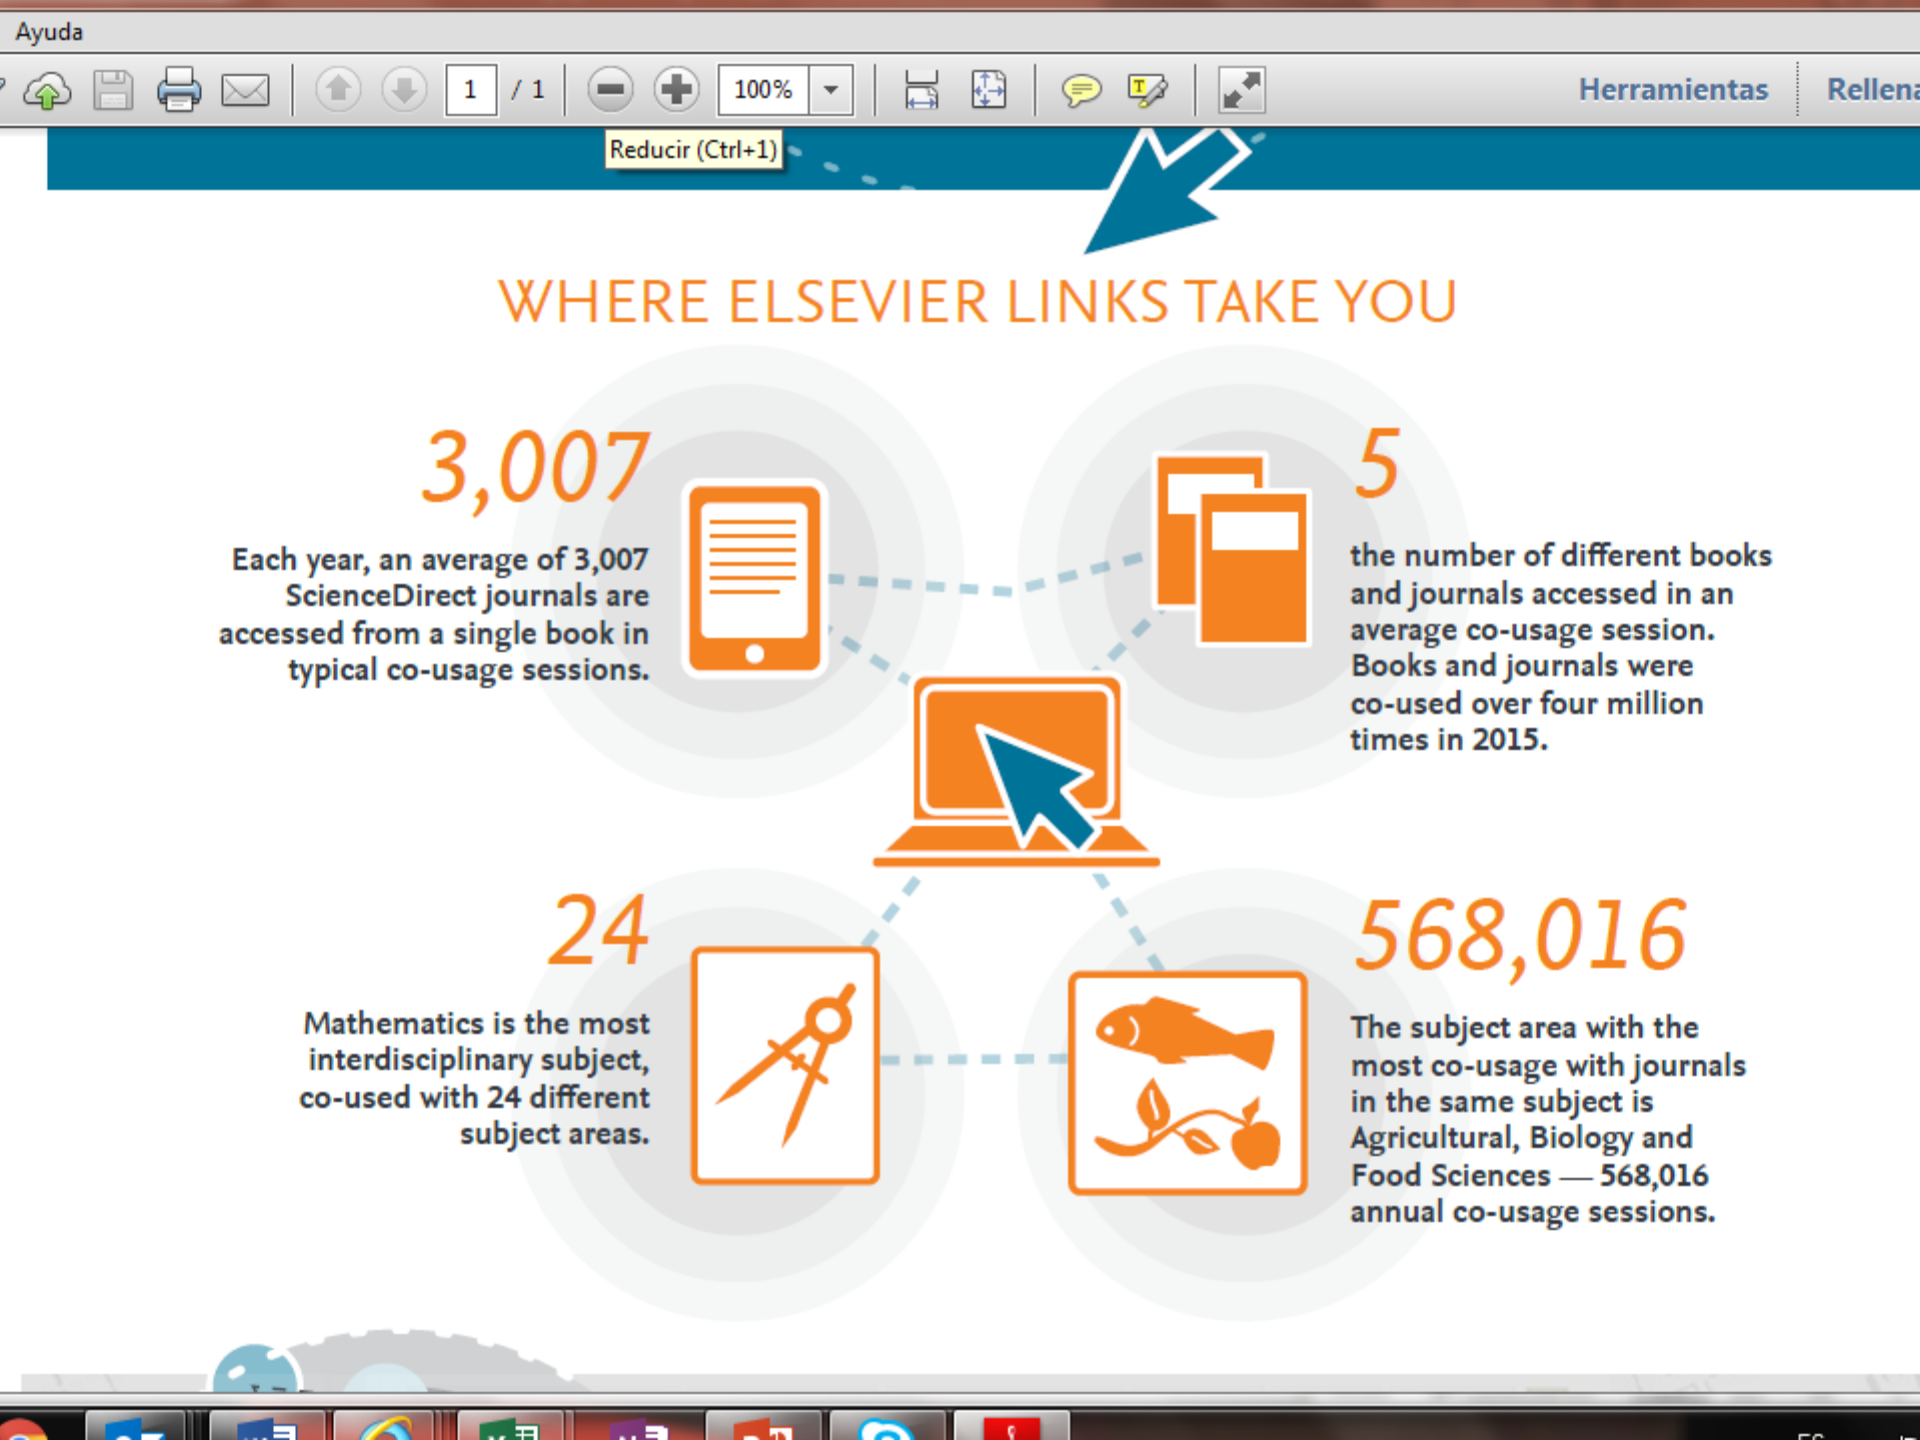 Ayuda
1 / 1
100%
Herramientas
Rellena
Reducir (Ctrl+1)
WHERE ELSEVIER LINKS TAKE YOU
3,007
Each year, an average of 3,007
ScienceDirect journals are
accessed from a single book in
typical co-usage sessions.
5
the number of different books
and journals accessed in an
average co-usage session.
Books and journals were
co-used over four million
times in 2015.
24
Mathematics is the most
interdisciplinary subject,
co-used with 24 different
subject areas.
568,016
The subject area with the
most co-usage with journals
in the same subject is
Agricultural, Biology and
Food Sciences — 568,016
annual co-usage sessions.